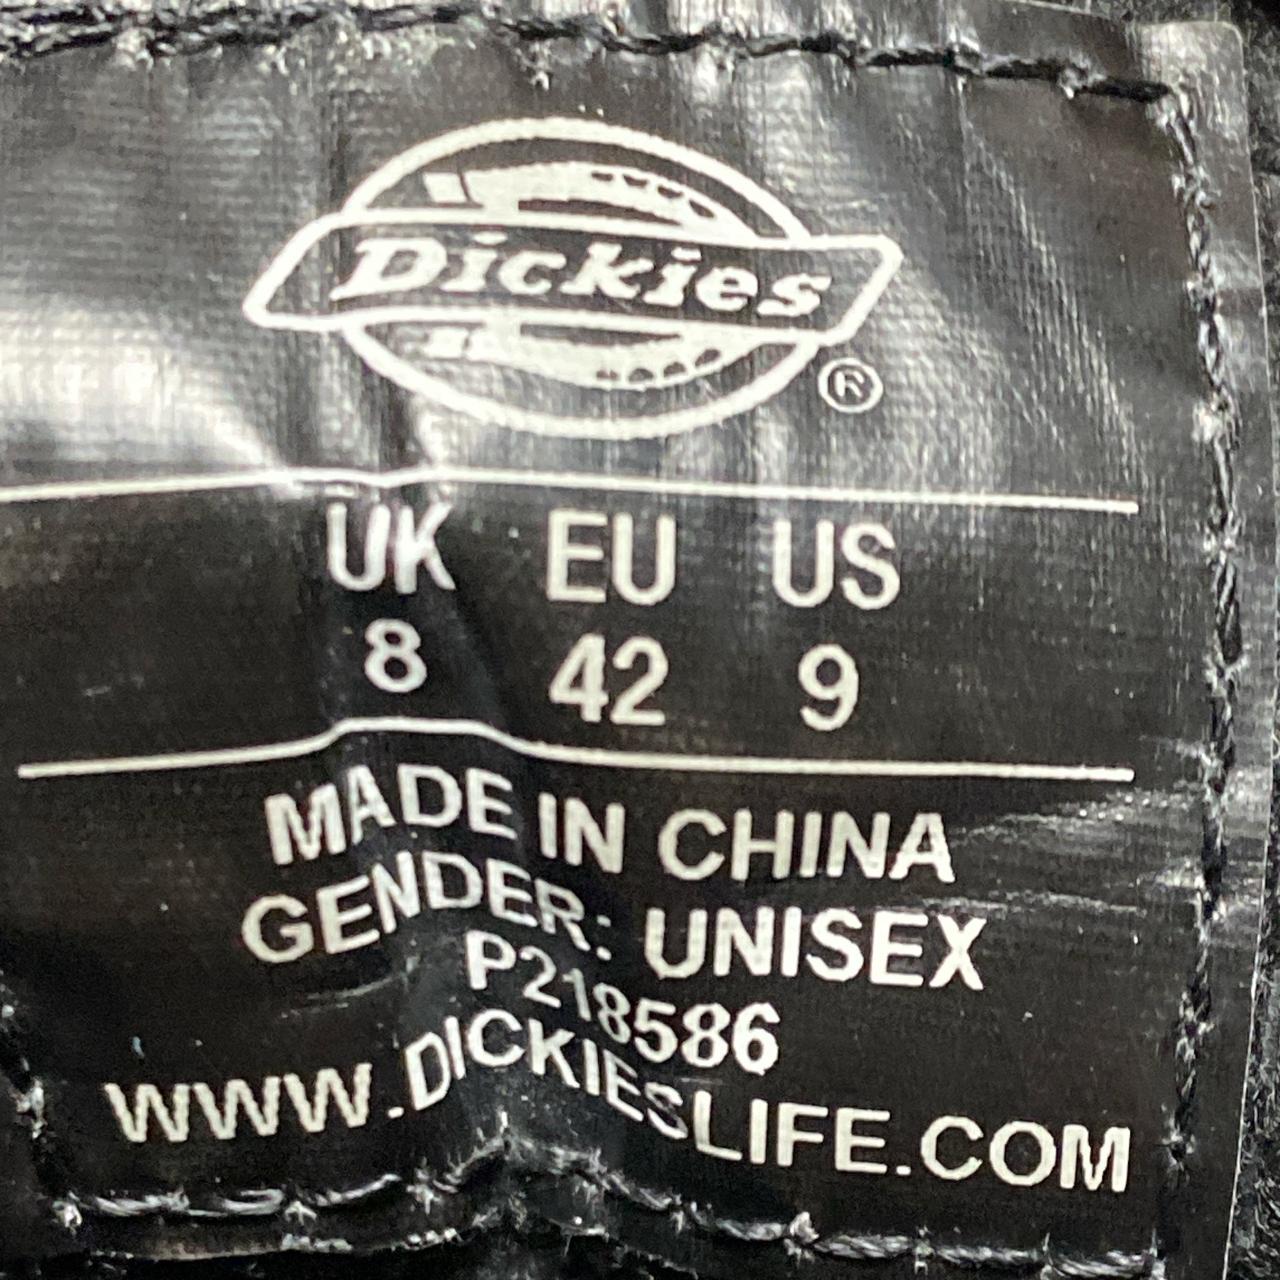 Dickies
®
UK EU US
8 42 9
MADE IN CHINA
GENDER: UNISEX
P218586
WWW.DICKIESLIFE.COM